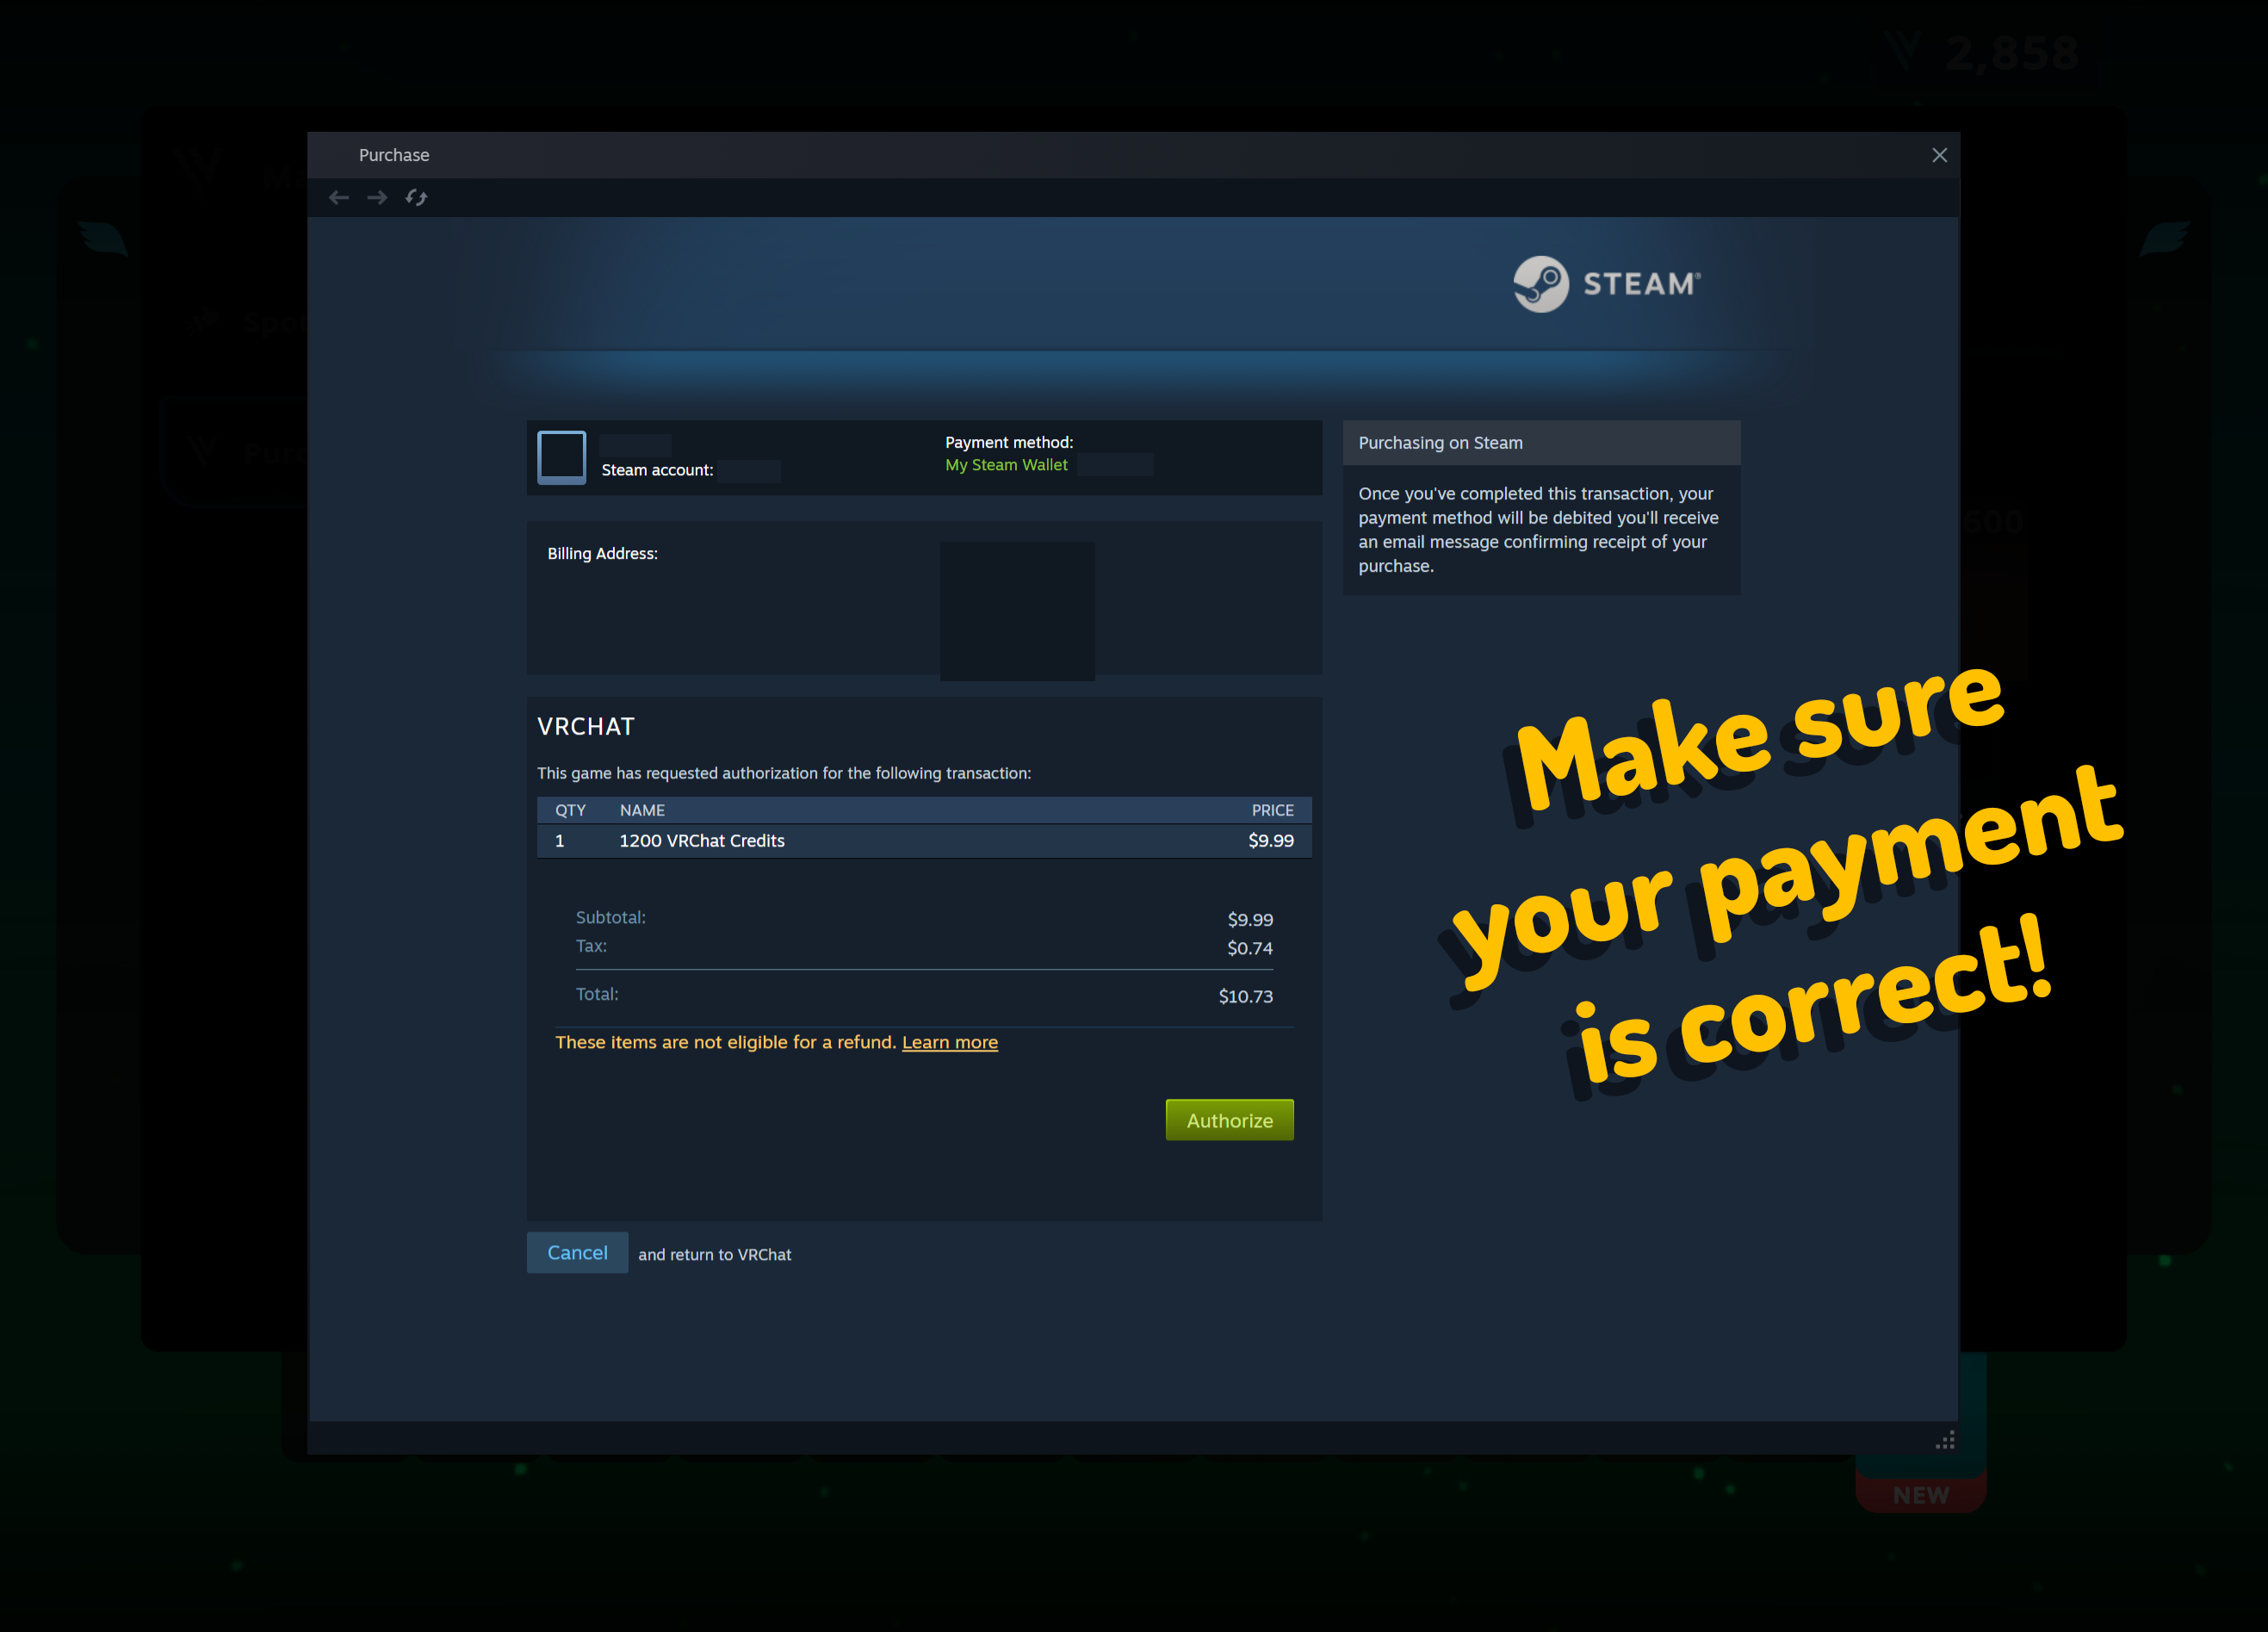 2,858
Purchase
STEAM®
Steam account:
Payment method:
My Steam Wallet
Purchasing on Steam
Once you've completed this transaction, your
payment method will be debited you'll receive
an email message confirming receipt of your
purchase.
600
Billing Address:
VRCHAT
This game has requested authorization for the following transaction:
QTY NAME PRICE
1 1200 VRChat Credits $9.99
Subtotal: $9.99
Tax: $0.74
Total: $10.73
These items are not eligible for a refund. Learn more
Authorize
Cancel and return to VRChat
Make sure
your payment
is correct!
NEW